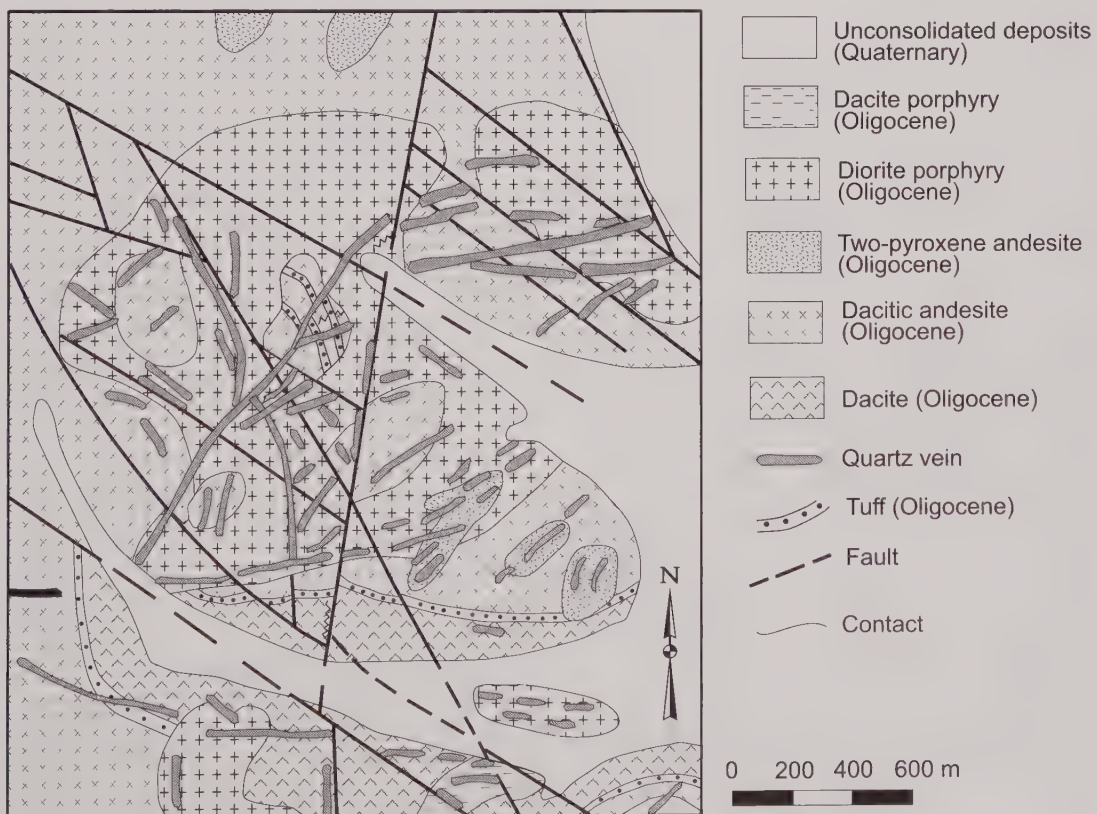 Unconsolidated deposits
(Quaternary)
Dacite porphyry
(Oligocene)
Diorite porphyry
(Oligocene)
Two-pyroxene andesite
(Oligocene)
Dacitic andesite
(Oligocene)
Dacite (Oligocene)
Quartz vein
Tuff (Oligocene)
Fault
Contact
N
0 200 400 600 m